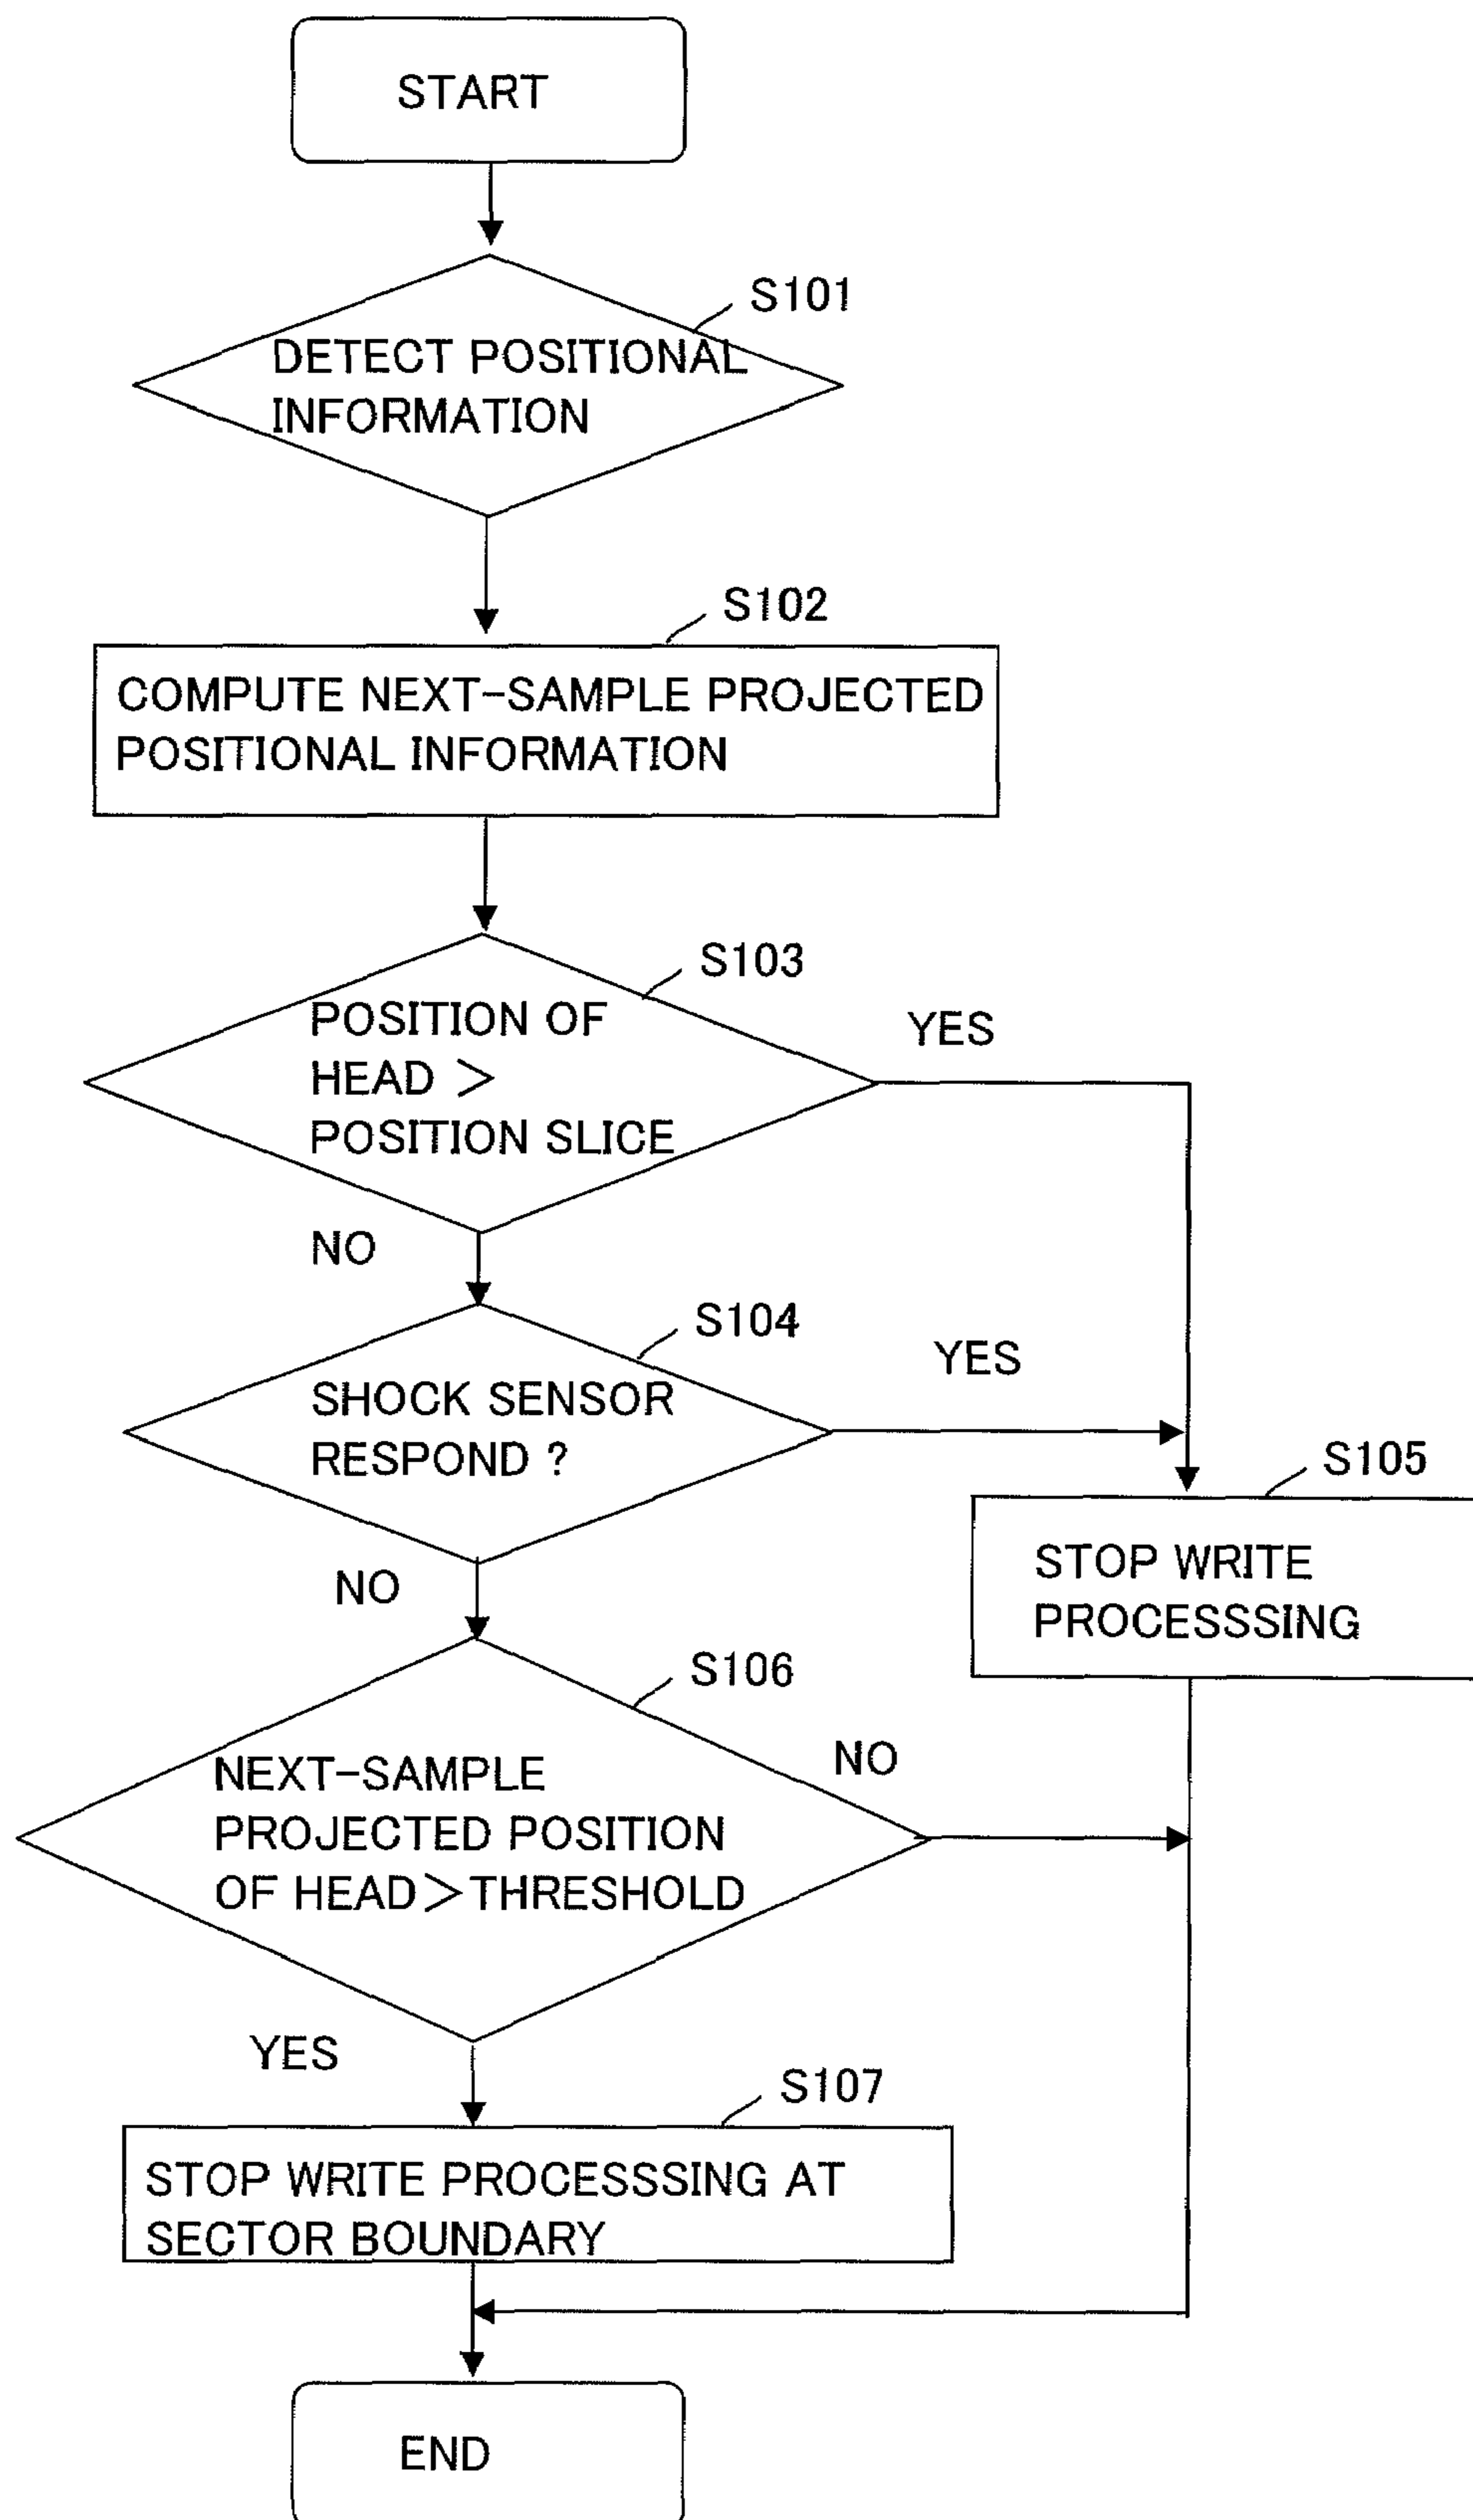 START
S101
DETECT POSITIONAL
INFORMATION
S102
COMPUTE NEXT-SAMPLE PROJECTED
POSITIONAL INFORMATION
S103
POSITION OF
HEAD >
POSITION SLICE
YES
NO
S104
SHOCK SENSOR
RESPOND ?
YES
S105
STOP WRITE
PROCESSSING
NO
S106
NEXT-SAMPLE
PROJECTED POSITION
OF HEAD>THRESHOLD
NO
YES
S107
STOP WRITE PROCESSSING AT
SECTOR BOUNDARY
END